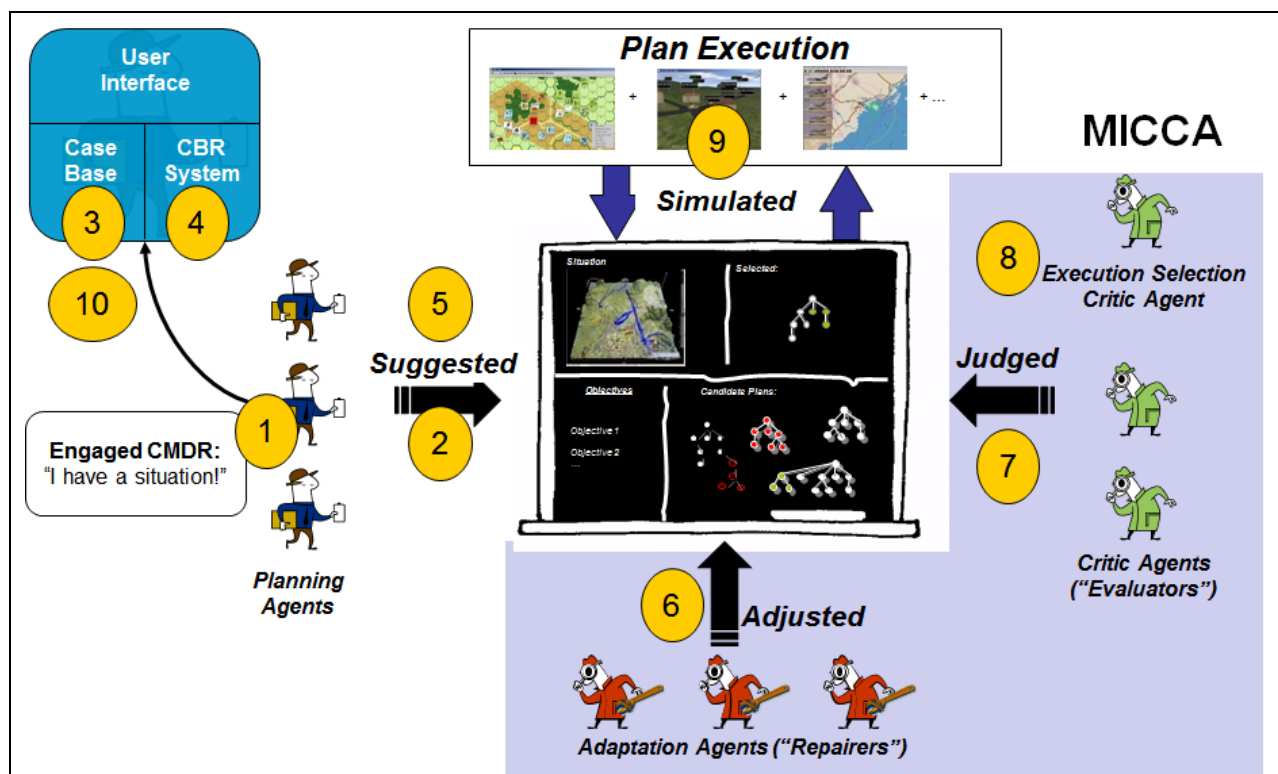 User
Interface
Case
Base
CBR
System
3
4
10
Plan Execution
+
+
+ ...
9
Simulated
MICCA
8
Execution Selection
Critic Agent
5
Suggested
2
1
Engaged CMDR:
“I have a situation!”
Planning
Agents
Situation
Selected:
Objectives
Objective 1
Objective 2
...
Candidate Plans:
Judged
7
Critic Agents
(“Evaluators”)
6
Adjusted
Adaptation Agents (“Repairers”)